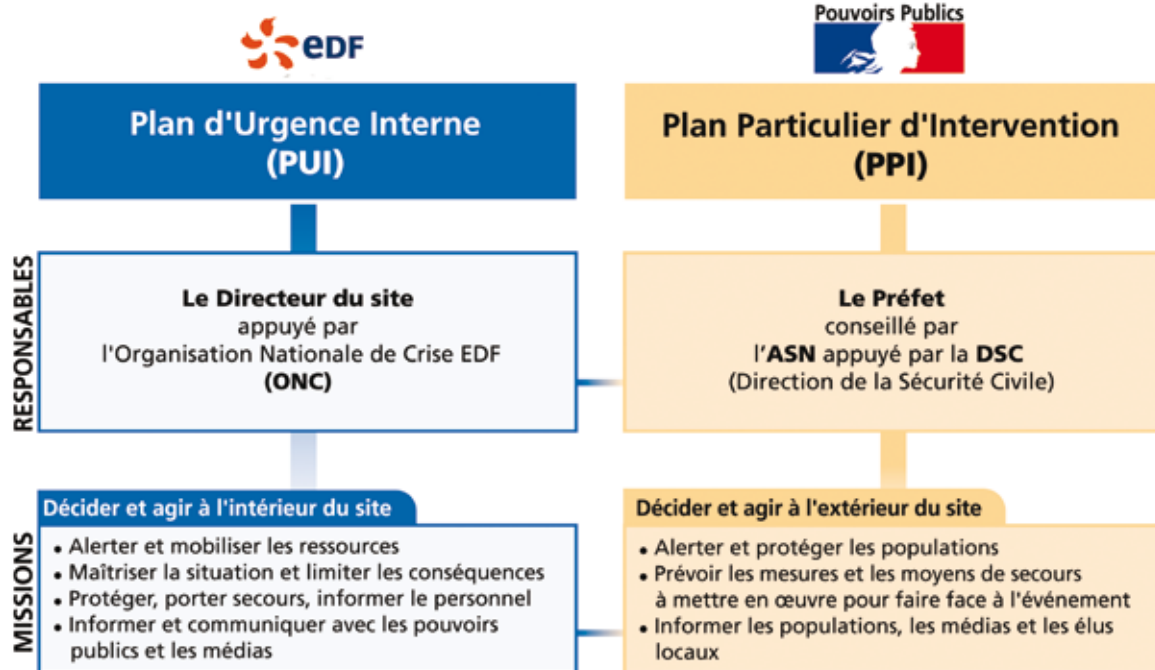 eDF
Pouvoirs Publics
Plan d'Urgence Interne
(PUI)
Plan Particulier d'Intervention
(PPI)
RESPONSABLES
Le Directeur du site
appuyé par
l'Organisation Nationale de Crise EDF
(ONC)
Le Préfet
conseillé par
l'ASN appuyé par la DSC
(Direction de la Sécurité Civile)
MISSIONS
Décider et agir à l'intérieur du site
• Alerter et mobiliser les ressources
• Maîtriser la situation et limiter les conséquences
• Protéger, porter secours, informer le personnel
• Informer et communiquer avec les pouvoirs
publics et les médias
Décider et agir à l'extérieur du site
• Alerter et protéger les populations
• Prévoir les mesures et les moyens de secours
à mettre en œuvre pour faire face à l'événement
• Informer les populations, les médias et les élus
locaux